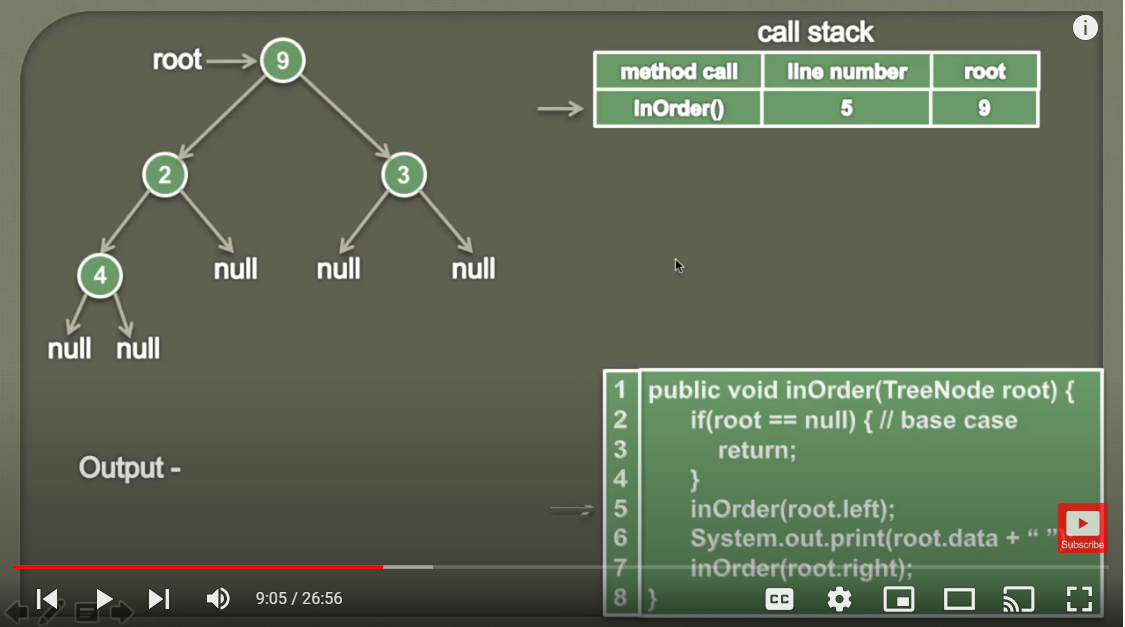 call stack
root
9
method call
line number
root
InOrder()
5
9
2
3
null
null
null
4
null
null
1 public void inOrder(TreeNode root) {
2 if(root == null) { // base case
3 return;
4 }
5 inOrder(root.left);
6 System.out.print(root.data + “ ”)
7 inOrder(root.right);
8 }
Output -
Subscribe
9:05 / 26:56
CC
i